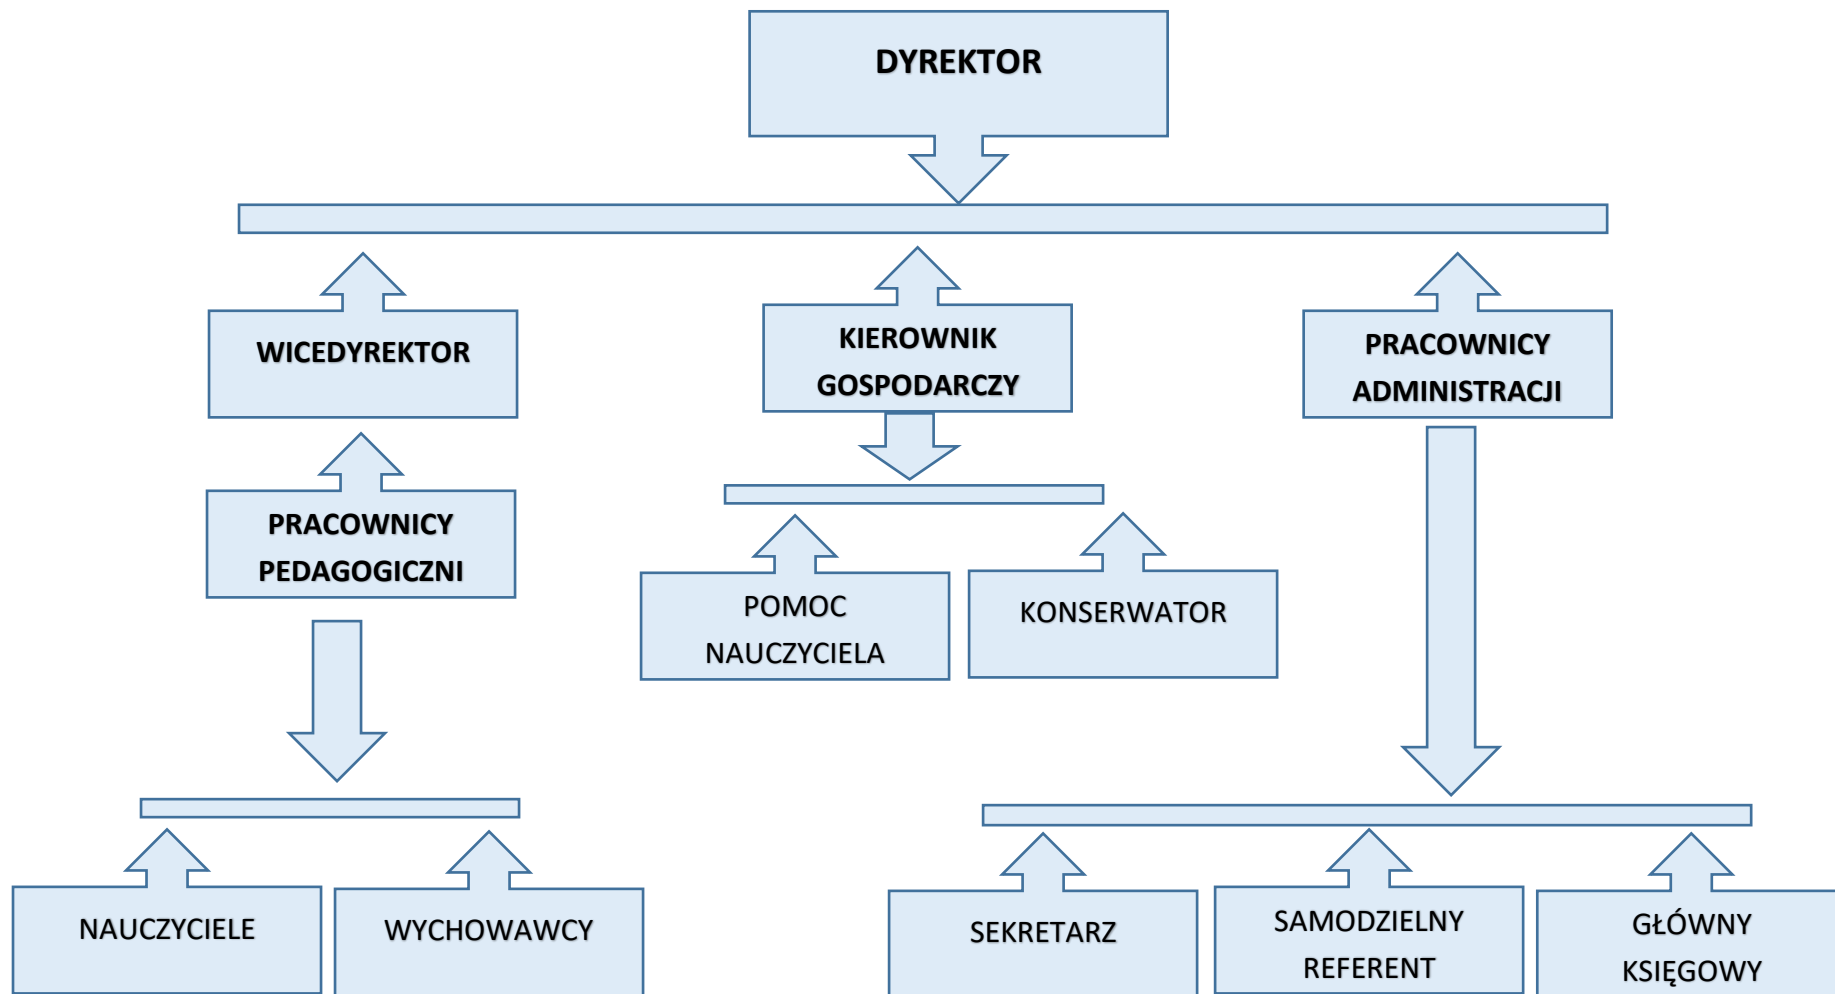 DYREKTOR
WICEDYREKTOR
KIEROWNIK
GOSPODARCZY
PRACOWNICY
ADMINISTRACJI
PRACOWNICY
PEDAGOGICZNI
POMOC
NAUCZYCIELA
KONSERWATOR
NAUCZYCIELE
WYCHOWAWCY
SEKRETARZ
SAMODZIELNY
REFERENT
GŁÓWNY
KSIĘGOWY